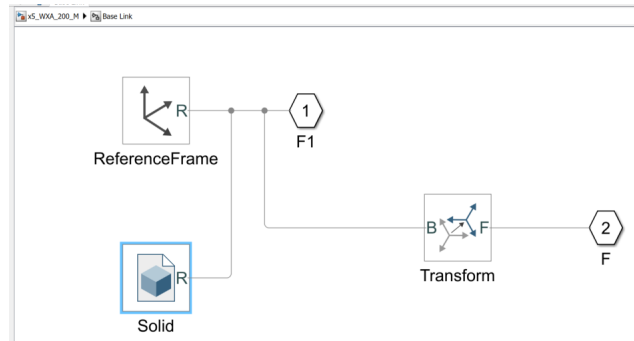 x5_WXA_200_M Base Link
R
1
ReferenceFrame
F1
B F
2
R
Transform
F
Solid